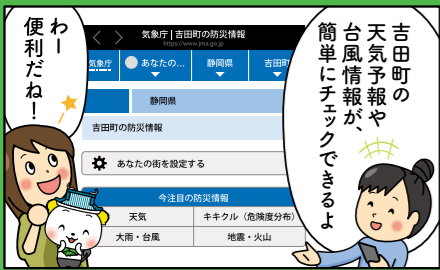 吉田町の
天気予報や
台風情報が、
簡単にチェックできるよ
気象庁 | 吉田町の防災情報
https://www.jma.go.jp
気象庁
あなたの...
静岡県
吉田町
静岡県
吉田町の防災情報
あなたの街を設定する
今注目の防災情報
天気
キキクル（危険度分布）
大雨・台風
地震・火山
わー
便利だね！